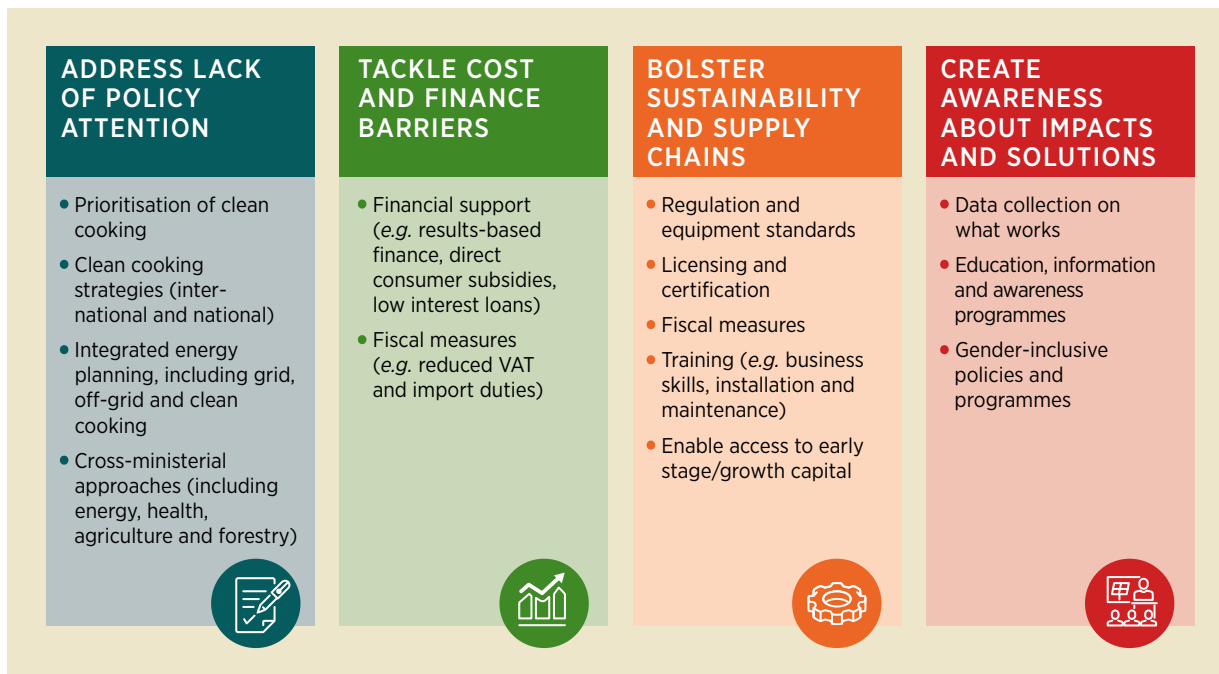 ADDRESS LACK
OF POLICY
ATTENTION
• Prioritisation of clean
cooking
• Clean cooking
strategies (inter-
national and national)
• Integrated energy
planning, including grid,
off-grid and clean
cooking
• Cross-ministerial
approaches (including
energy, health,
agriculture and forestry)
TACKLE COST
AND FINANCE
BARRIERS
• Financial support
(e.g. results-based
finance, direct
consumer subsidies,
low interest loans)
• Fiscal measures
(e.g. reduced VAT
and import duties)
BOLSTER
SUSTAINABILITY
AND SUPPLY
CHAINS
• Regulation and
equipment standards
• Licensing and
certification
• Fiscal measures
• Training (e.g. business
skills, installation and
maintenance)
• Enable access to early
stage/growth capital
CREATE
AWARENESS
ABOUT IMPACTS
AND SOLUTIONS
• Data collection on
what works
• Education, information
and awareness
programmes
• Gender-inclusive
policies and
programmes